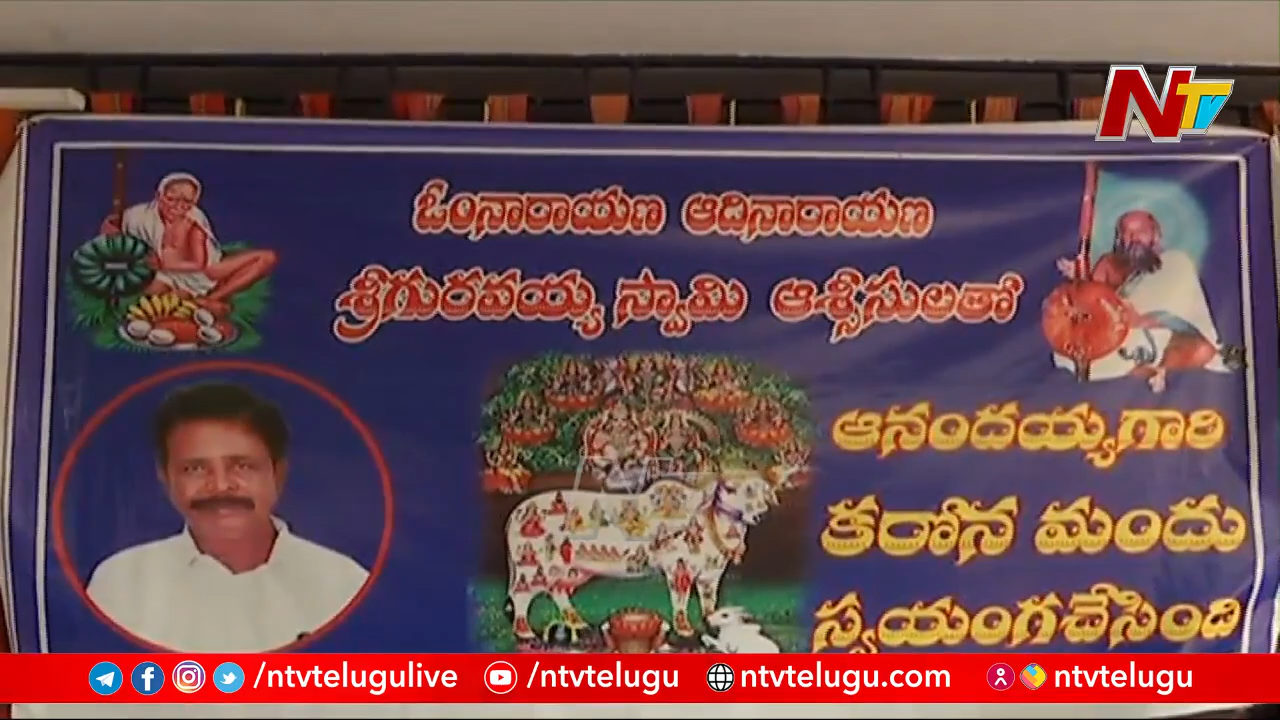 NTV
ఓంనారాయణ ఆదినారాయణ
శ్రీగురవయ్య స్వామి ఆశ్సీసులతో
ఆనందయ్యగారి
కరోన మందు
స్వయంగచేసింది
/ntvtelugulive /ntvtelugu ntvtelugu.com ntvtelugu